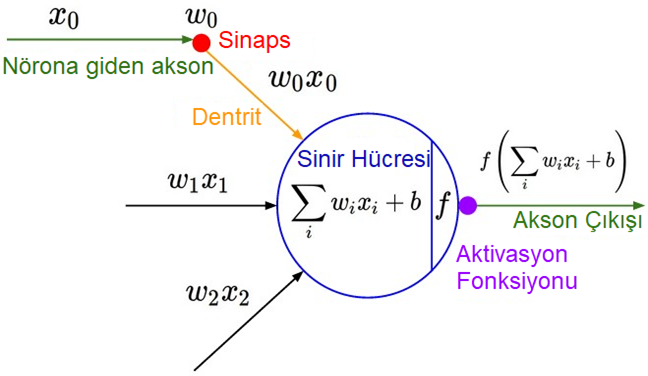 x₀
w₀
Sinaps
Nörona giden akson
w₀x₀
Dentrit
Sinir Hücresi
w₁x₁
∑ᵢ wᵢxᵢ + b
f
f(∑ᵢ wᵢxᵢ + b)
Akson Çıkışı
Aktivasyon
Fonksiyonu
w₂x₂